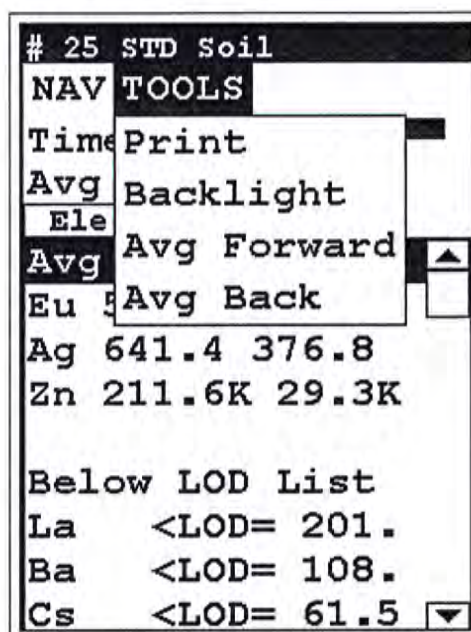 # 25 STD Soil
NAV TOOLS
Time
Print
Avg
Backlight
Ele
Avg Forward
Avg
Avg Back
Eu 5
Ag 641.4 376.8
Zn 211.6K 29.3K
Below LOD List
La <LOD= 201.
Ba <LOD= 108.
Cs <LOD= 61.5